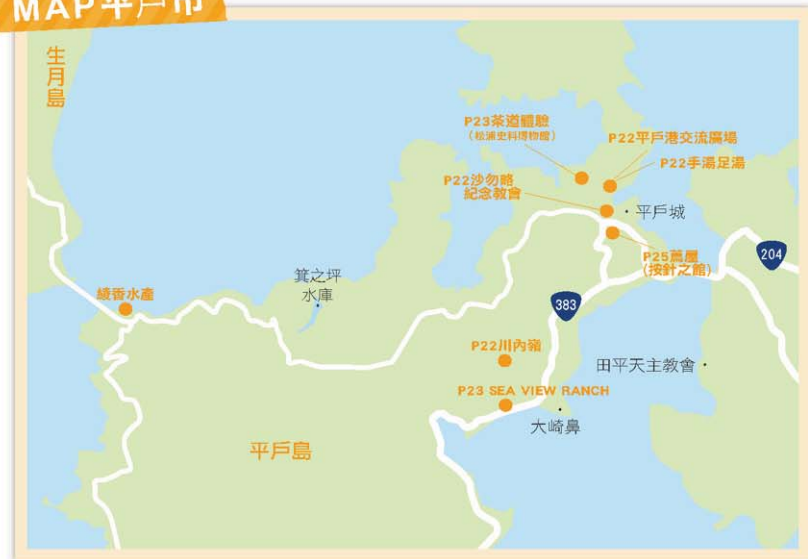 MAP平戶市
生月島
P23茶道體驗
(松浦史料博物館)
P22平戶港交流廣場
P22手湯足湯
P22沙勿略
紀念教會
・平戶城
P25蔦屋
(按針之館)
204
綾香水產
箕之坪
水庫
383
P22川內嶺
田平天主教會・
P23 SEA VIEW RANCH
大崎鼻
平戶島